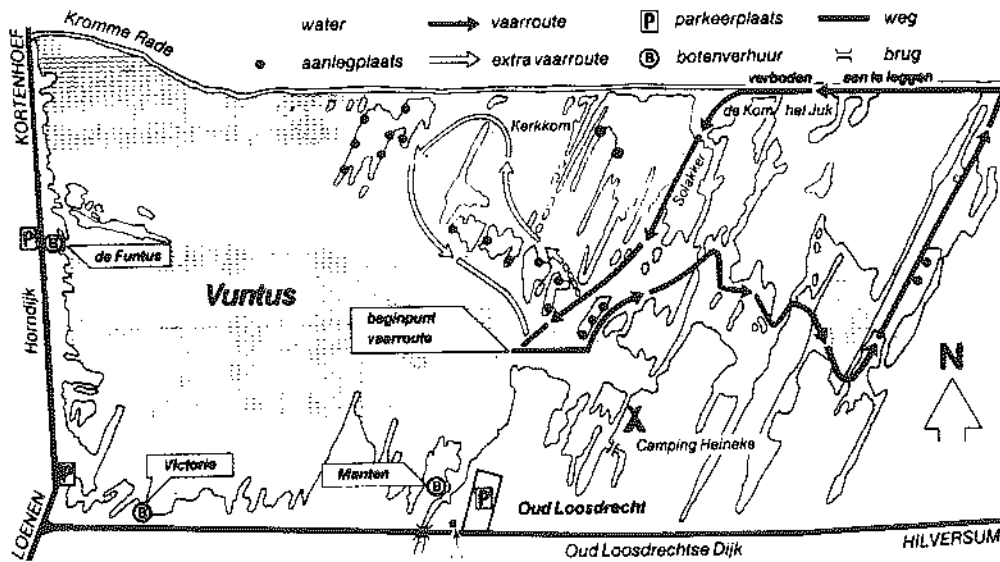 water
vaarroute
P
parkeerplaats
weg
aanlegplaats
extra vaarroute
B
botenverhuur
brug
Kromme Rade
KORTENHOEF
verboden
aan te leggen
de Kom
het Juk
Kerkkom
Solakker
P
B
de Funtus
Vuntus
Horndijk
beginpunt
vaarroute
N
Camping Heineke
Victoria
Manten
B
B
P
P
Oud Loosdrecht
LOENEN
Oud Loosdrechtse Dijk
HILVERSUM